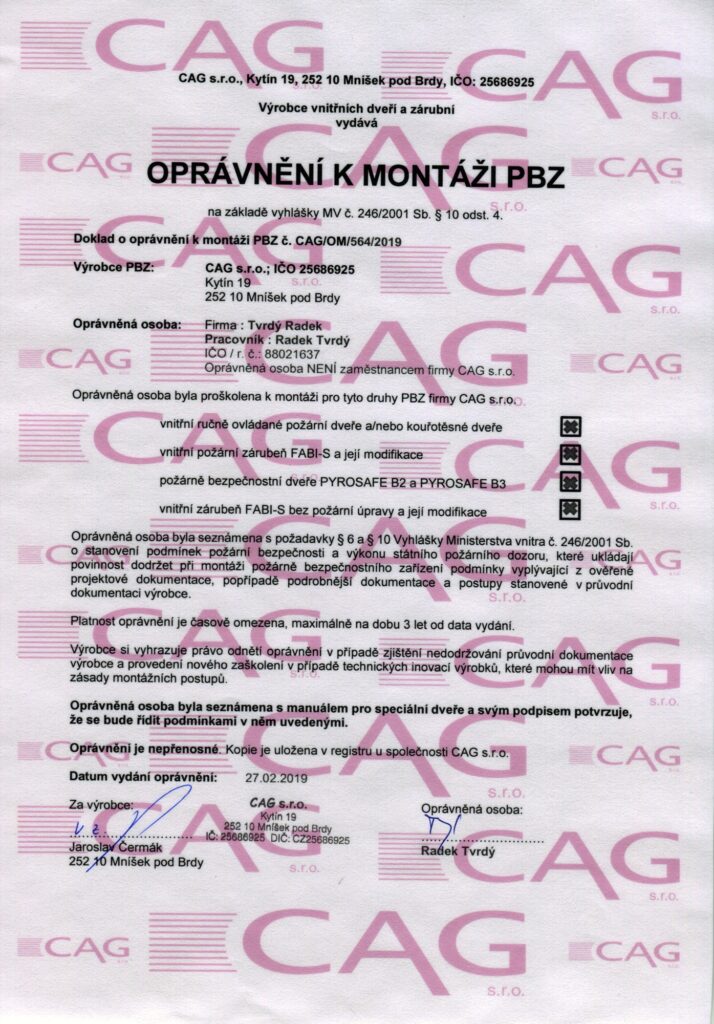 CAG s.r.o., Kytín 19, 252 10 Mníšek pod Brdy, IČO: 25686925
Výrobce vnitřních dveří a zárubní
vydává
OPRÁVNĚNÍ K MONTÁŽI PBZ
na základě vyhlášky MV č. 246/2001 Sb. § 10 odst. 4.
Doklad o oprávnění k montáži PBZ č. CAG/OM/564/2019
Výrobce PBZ: CAG s.r.o.; IČO 25686925
Kytín 19
252 10 Mníšek pod Brdy
Oprávněná osoba: Firma : Tvrdý Radek
Pracovník : Radek Tvrdý
IČO / r. č.: 88021637
Oprávněná osoba NENÍ zaměstnancem firmy CAG s.r.o.
Oprávněná osoba byla proškolena k montáži pro tyto druhy PBZ firmy CAG s.r.o.
vnitřní ručně ovládané požární dveře a/nebo kouřotěsné dveře
vnitřní požární zárubeň FABI-S a její modifikace
požárně bezpečnostní dveře PYROSAFE B2 a PYROSAFE B3
vnitřní zárubeň FABI-S bez požární úpravy a její modifikace
Oprávněná osoba byla seznámena s požadavky § 6 a § 10 Vyhlášky Ministerstva vnitra č. 246/2001 Sb.
o stanovení podmínek požární bezpečnosti a výkonu státního požárního dozoru, které ukládají
povinnost dodržet při montáži požárně bezpečnostního zařízení podmínky vyplývající z ověřené
projektové dokumentace, popřípadě podrobnější dokumentace a postupy stanovené v průvodní
dokumentaci výrobce.
Platnost oprávnění je časově omezena, maximálně na dobu 3 let od data vydání.
Výrobce si vyhrazuje právo odnětí oprávnění v případě zjištění nedodržování průvodní dokumentace
výrobce a provedení nového zaškolení v případě technických inovací výrobků, které mohou mít vliv na
zásady montážních postupů.
Oprávněná osoba byla seznámena s manuálem pro speciální dveře a svým podpisem potvrzuje,
že se bude řídit podmínkami v něm uvedenými.
Oprávnění je nepřenosné. Kopie je uložena v registru u společnosti CAG s.r.o.
Datum vydání oprávnění: 27.02.2019
Za výrobce:
v. z.
Jaroslav Čermák
252 10 Mníšek pod Brdy
CAG s.r.o.
Kytín 19
252 10 Mníšek pod Brdy
IČ: 25686925 DIČ: CZ25686925
Oprávněná osoba:
Radek Tvrdý